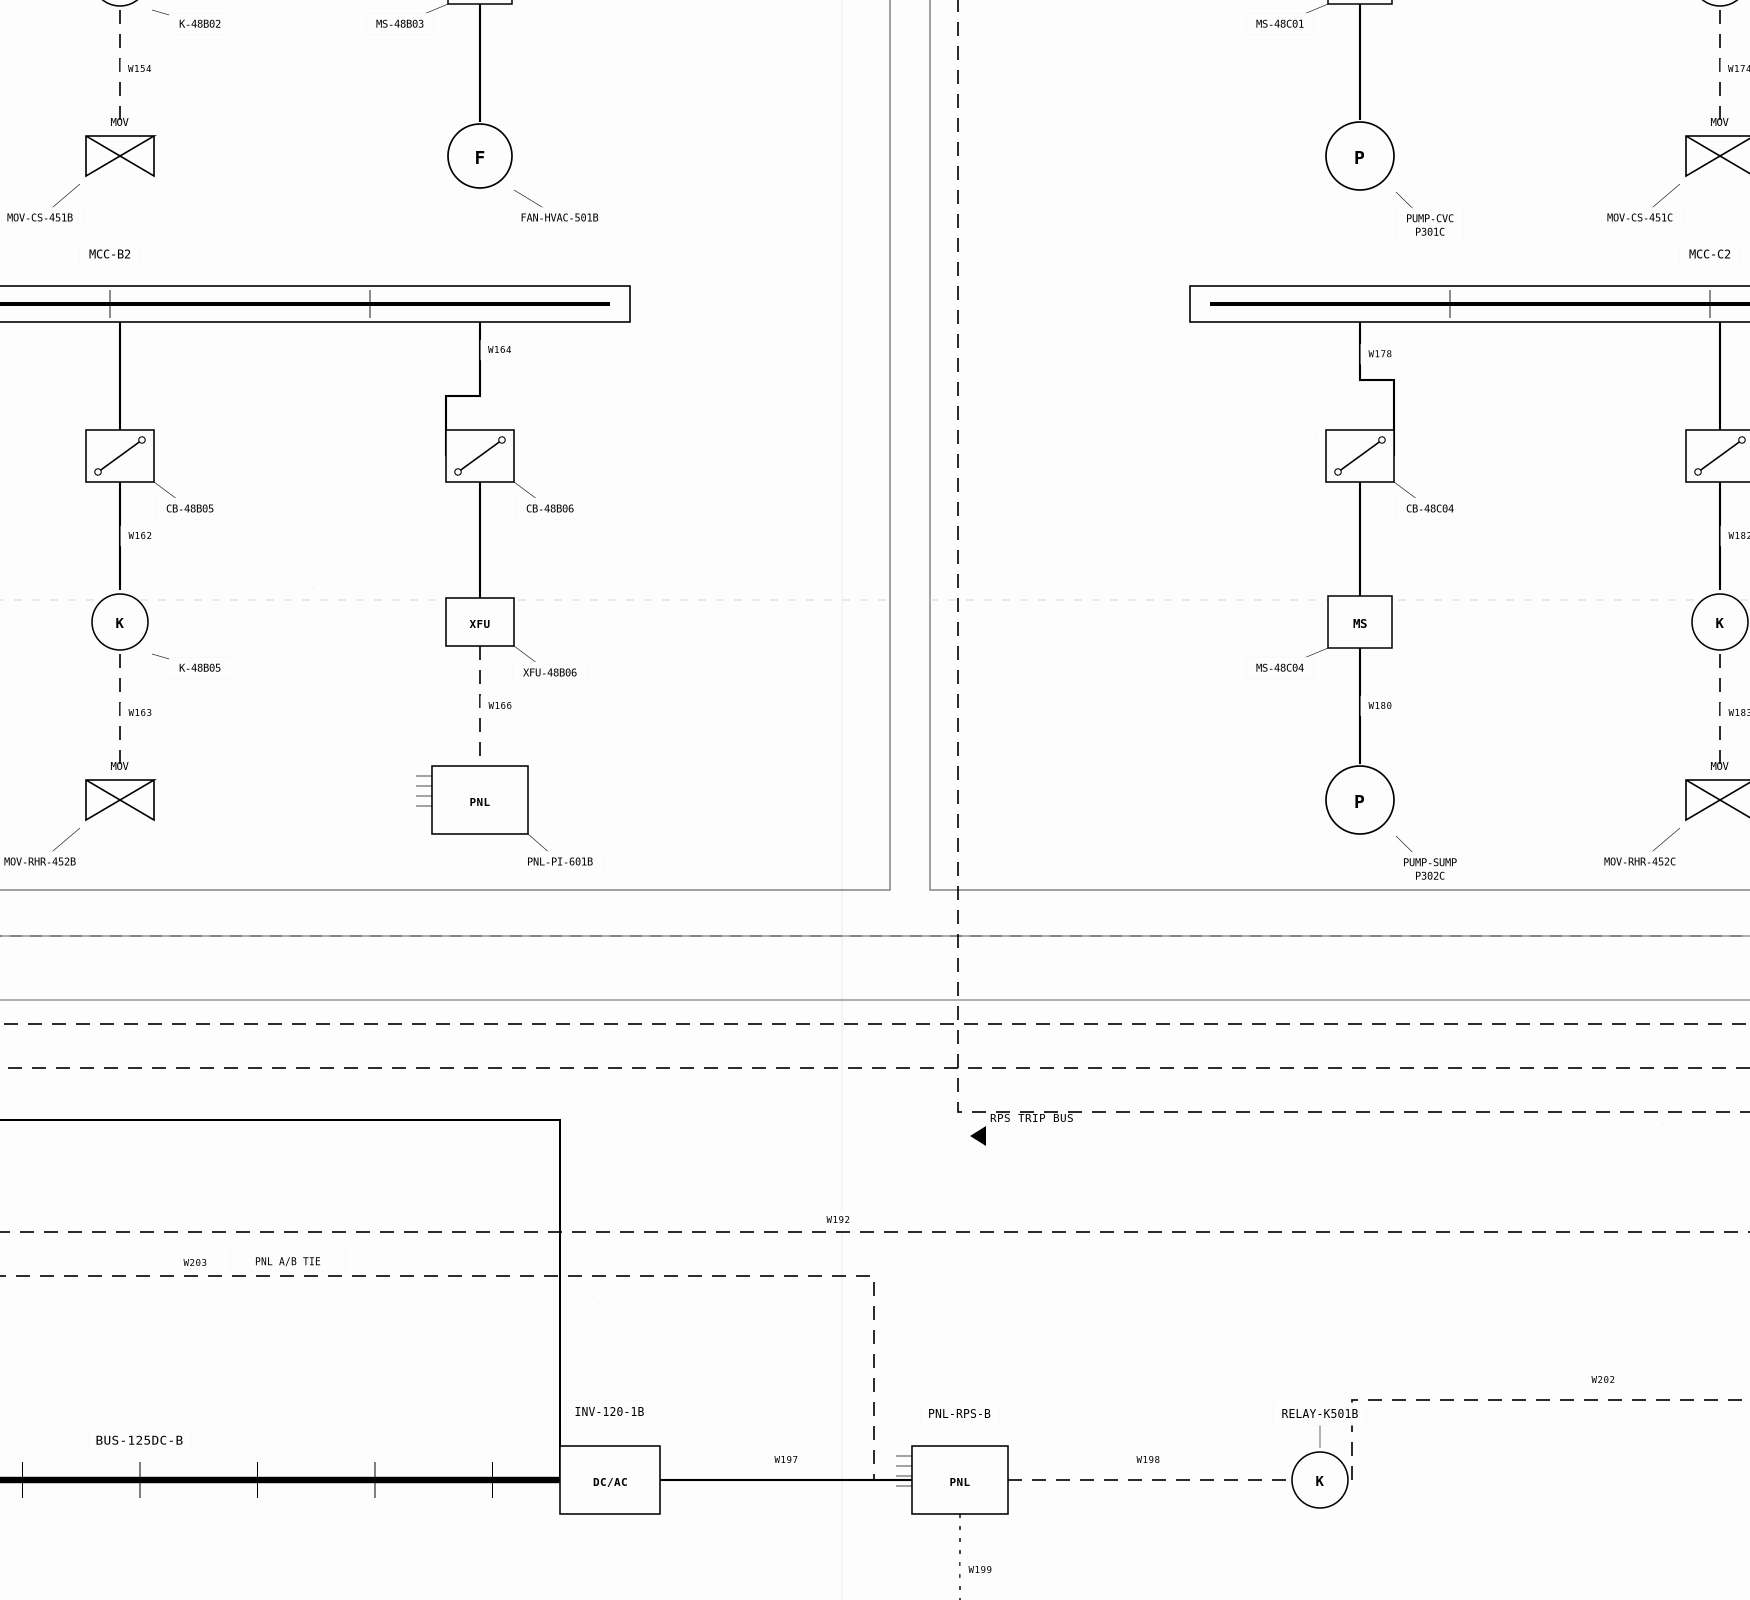 K-48B02
MS-48B03
MS-48C01
W154
W174
MOV
MOV
F
P
MOV-CS-451B
FAN-HVAC-501B
PUMP-CVC
P301C
MOV-CS-451C
MCC-B2
MCC-C2
W164
W178
CB-48B05
CB-48B06
CB-48C04
W162
W182
K
XFU
MS
K
K-48B05
XFU-48B06
MS-48C04
W163
W166
W180
W183
MOV
MOV
PNL
P
MOV-RHR-452B
PNL-PI-601B
PUMP-SUMP
P302C
MOV-RHR-452C
RPS TRIP BUS
W192
W203
PNL A/B TIE
W202
INV-120-1B
PNL-RPS-B
RELAY-K501B
BUS-125DC-B
W197
W198
DC/AC
PNL
K
W199